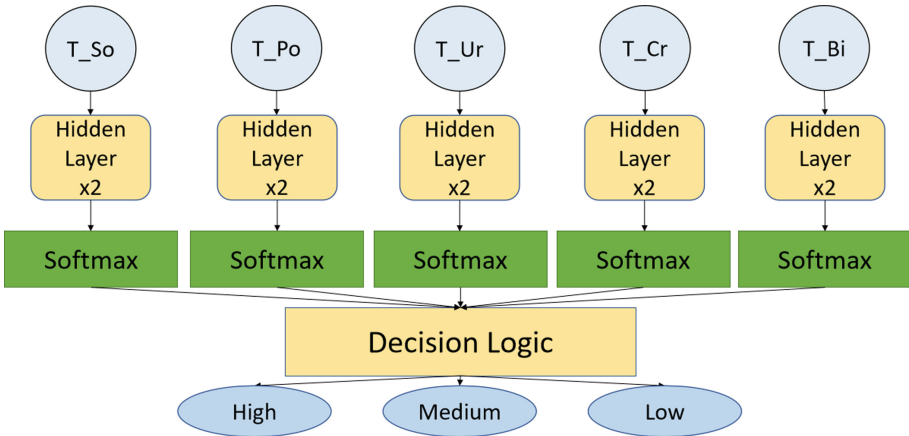 T_So
T_Po
T_Ur
T_Cr
T_Bi
Hidden
Layer
x2
Hidden
Layer
x2
Hidden
Layer
x2
Hidden
Layer
x2
Hidden
Layer
x2
Softmax
Softmax
Softmax
Softmax
Softmax
Decision Logic
High
Medium
Low